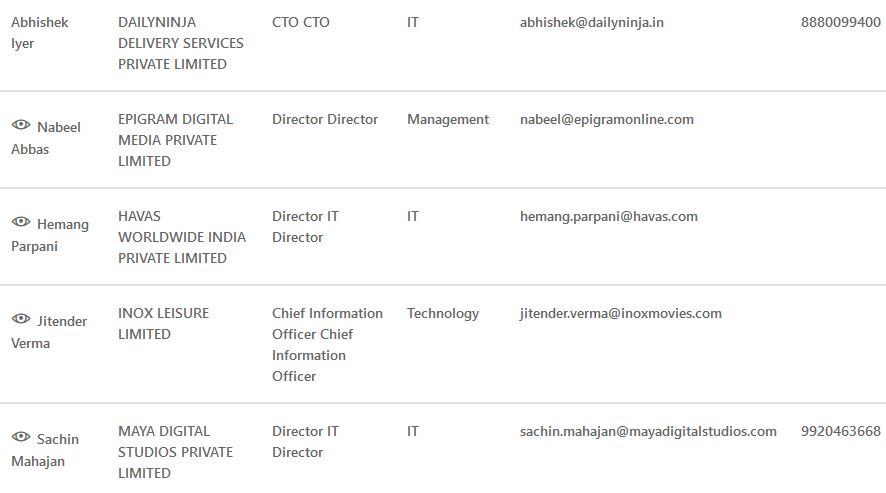 Abhishek Iyer DAILYNINJA DELIVERY SERVICES PRIVATE LIMITED CTO CTO IT abhishek@dailyninja.in 8880099400
Nabeel Abbas EPIGRAM DIGITAL MEDIA PRIVATE LIMITED Director Director Management nabeel@epigramonline.com
Hemang Parpani HAVAS WORLDWIDE INDIA PRIVATE LIMITED Director IT Director IT hemang.parpani@havas.com
Jitender Verma INOX LEISURE LIMITED Chief Information Officer Chief Information Officer Technology jitender.verma@inoxmovies.com
Sachin Mahajan MAYA DIGITAL STUDIOS PRIVATE LIMITED Director IT Director IT sachin.mahajan@mayadigitalstudios.com 9920463668